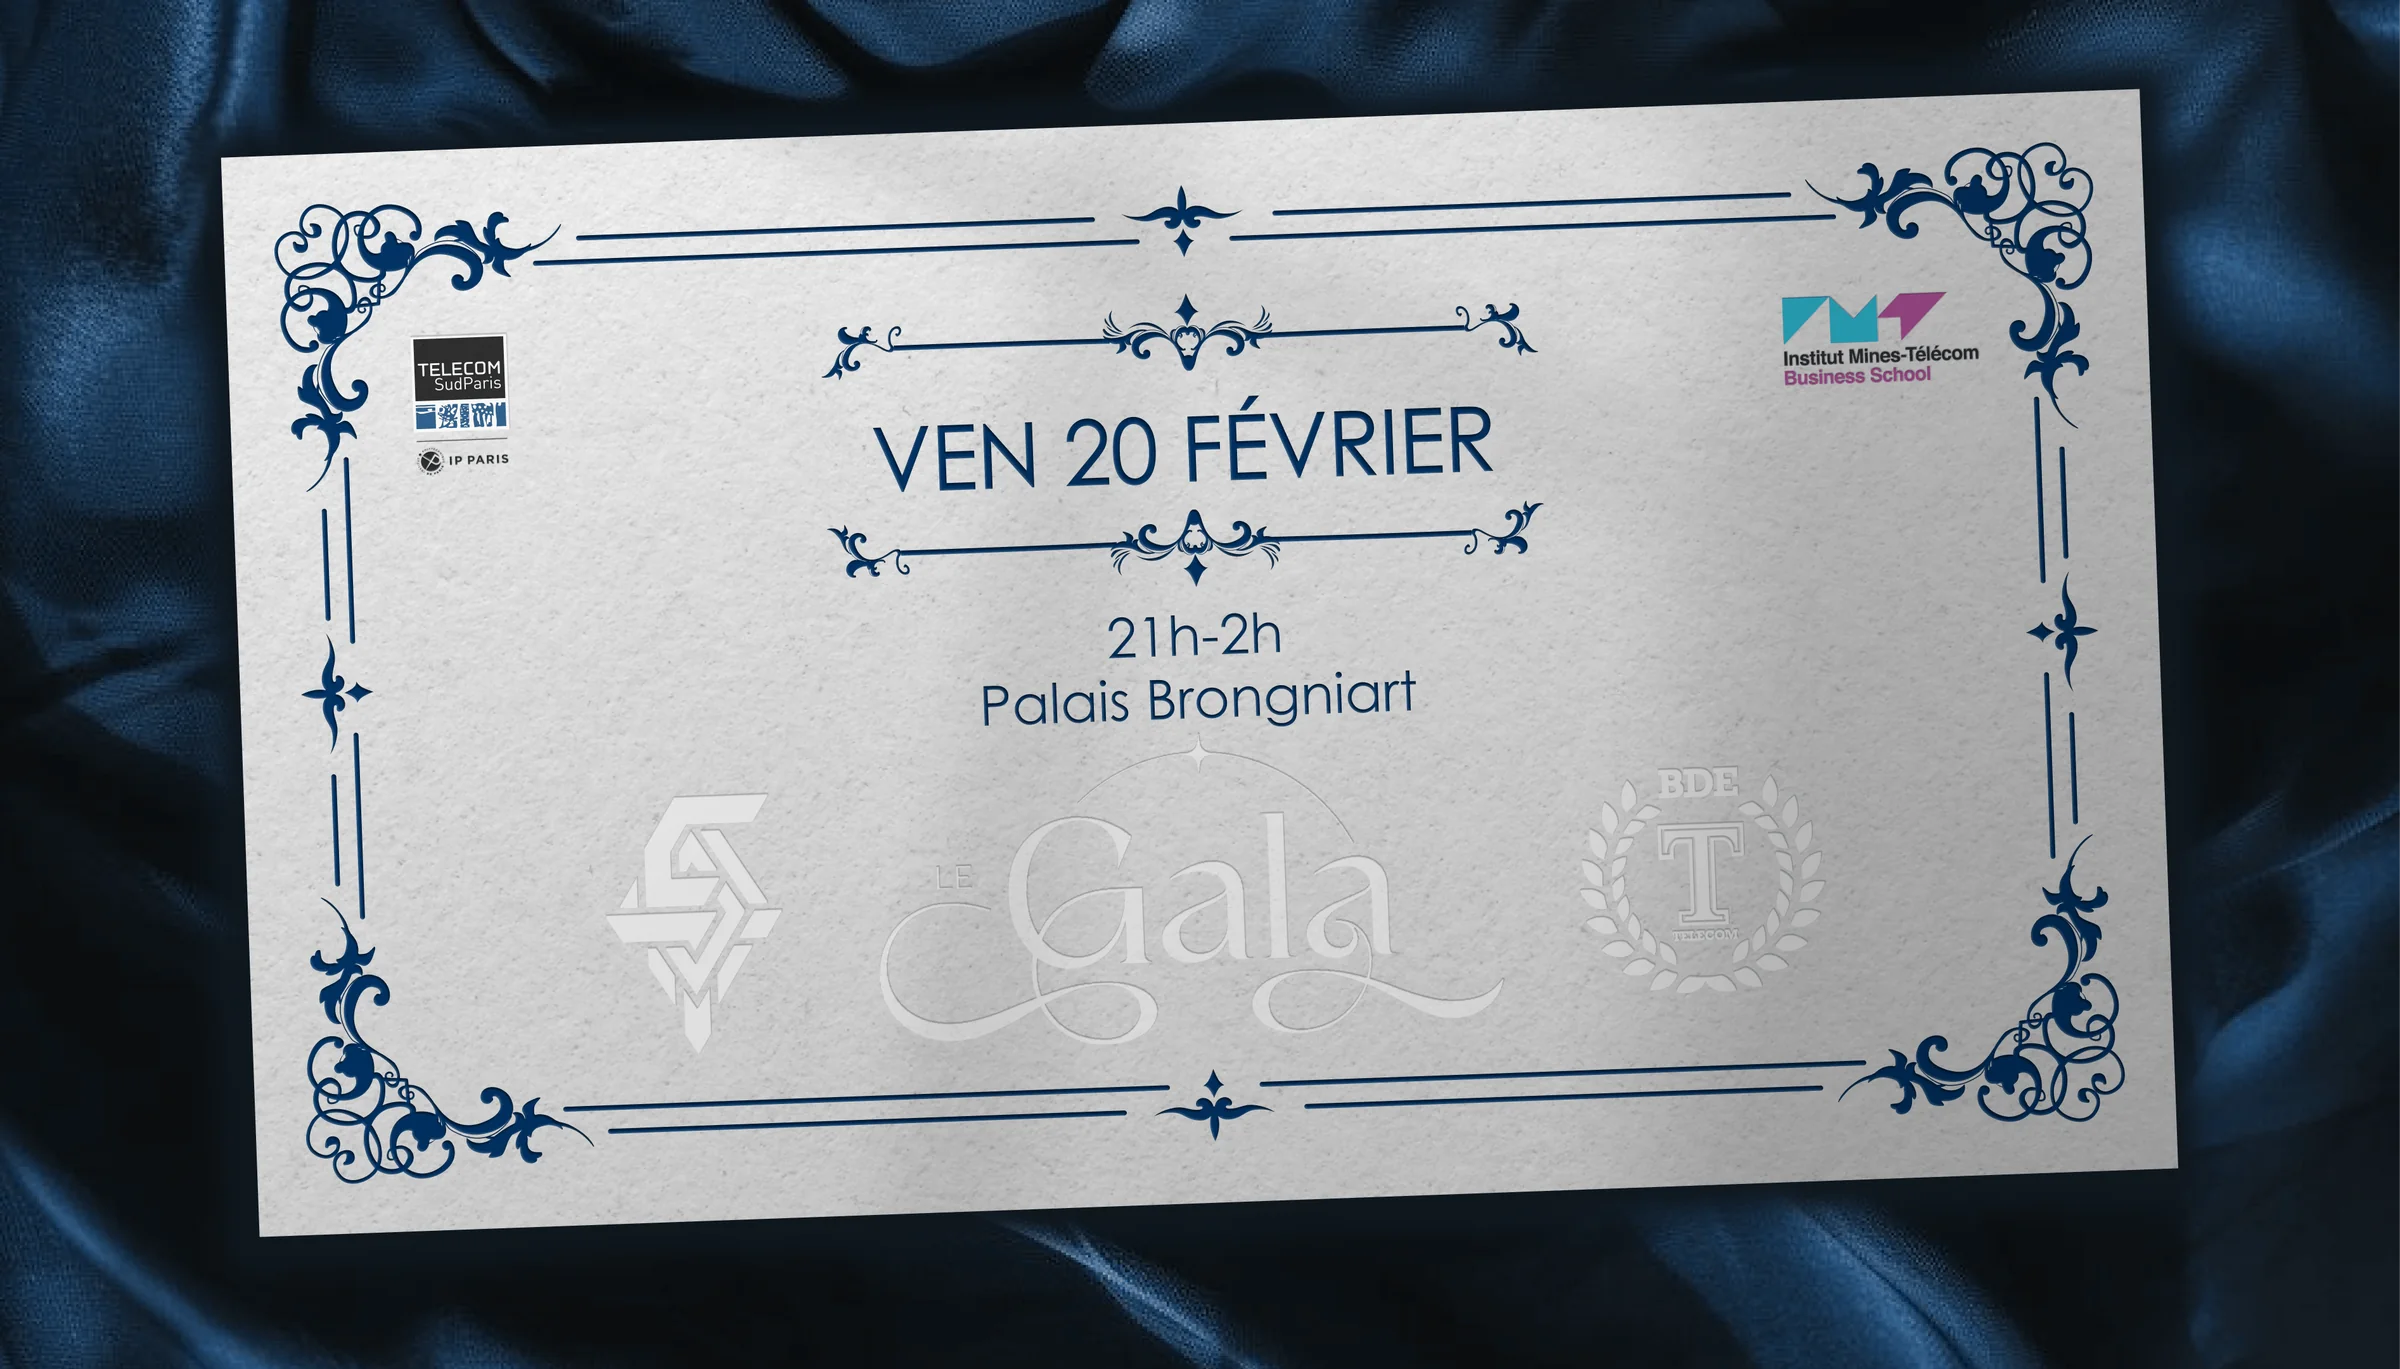 TELECOM
SudParis
IP PARIS
Institut Mines-Télécom
Business School
VEN 20 FÉVRIER
21h-2h
Palais Brongniart
LE
Gala
BDE
T
TELECOM